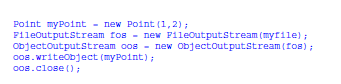 Point myPoint = new Point(1,2);
FileOutputStream fos = new FileOutputStream(myfile);
ObjectOutputStream oos = new ObjectOutputStream(fos);
oos.writeObject(myPoint);
oos.close();